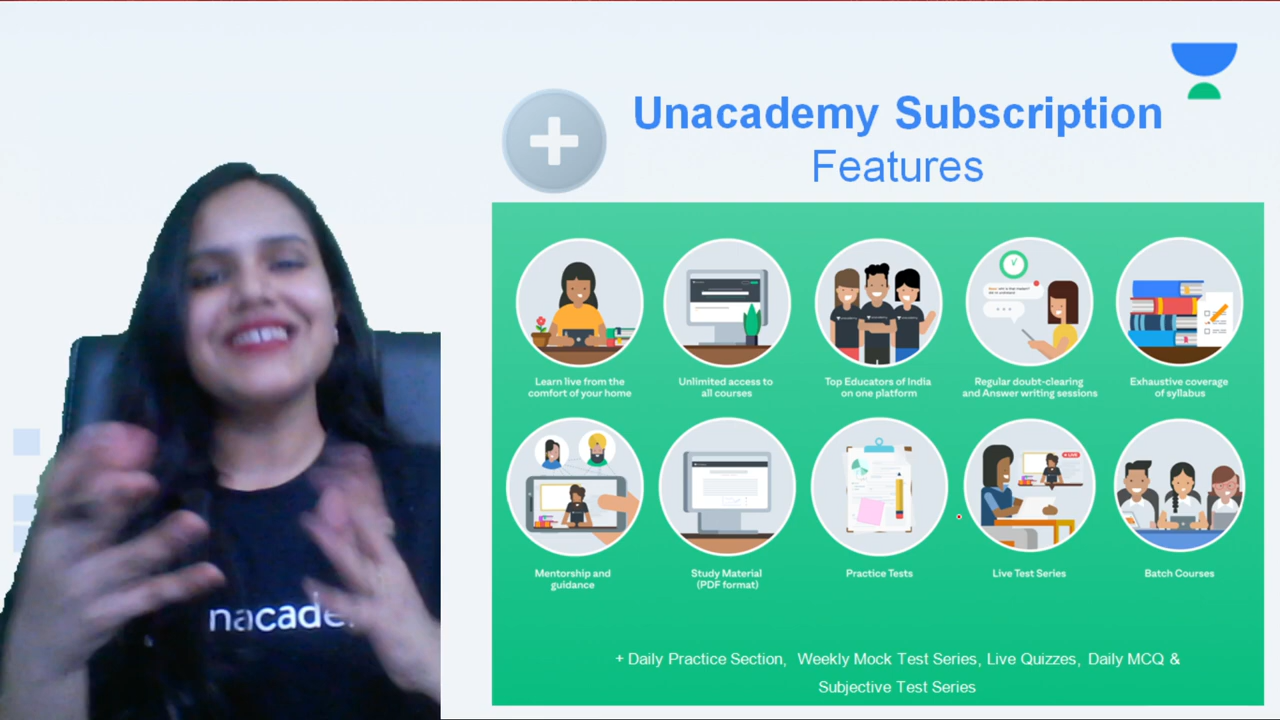 Unacademy Subscription
Features
Learn live from the
comfort of your home
Unlimited access to
all courses
Top Educators of India
on one platform
Regular doubt-clearing
and Answer writing sessions
Exhaustive coverage
of syllabus
Mentorship and
guidance
Study Material
(PDF format)
Practice Tests
LIVE
Live Test Series
Batch Courses
+ Daily Practice Section, Weekly Mock Test Series, Live Quizzes, Daily MCQ &
Subjective Test Series
nacade